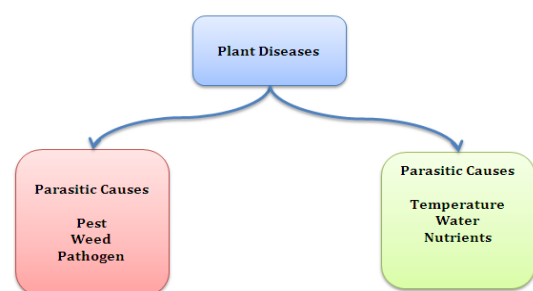 Plant Diseases
Parasitic Causes
Pest
Weed
Pathogen
Parasitic Causes
Temperature
Water
Nutrients